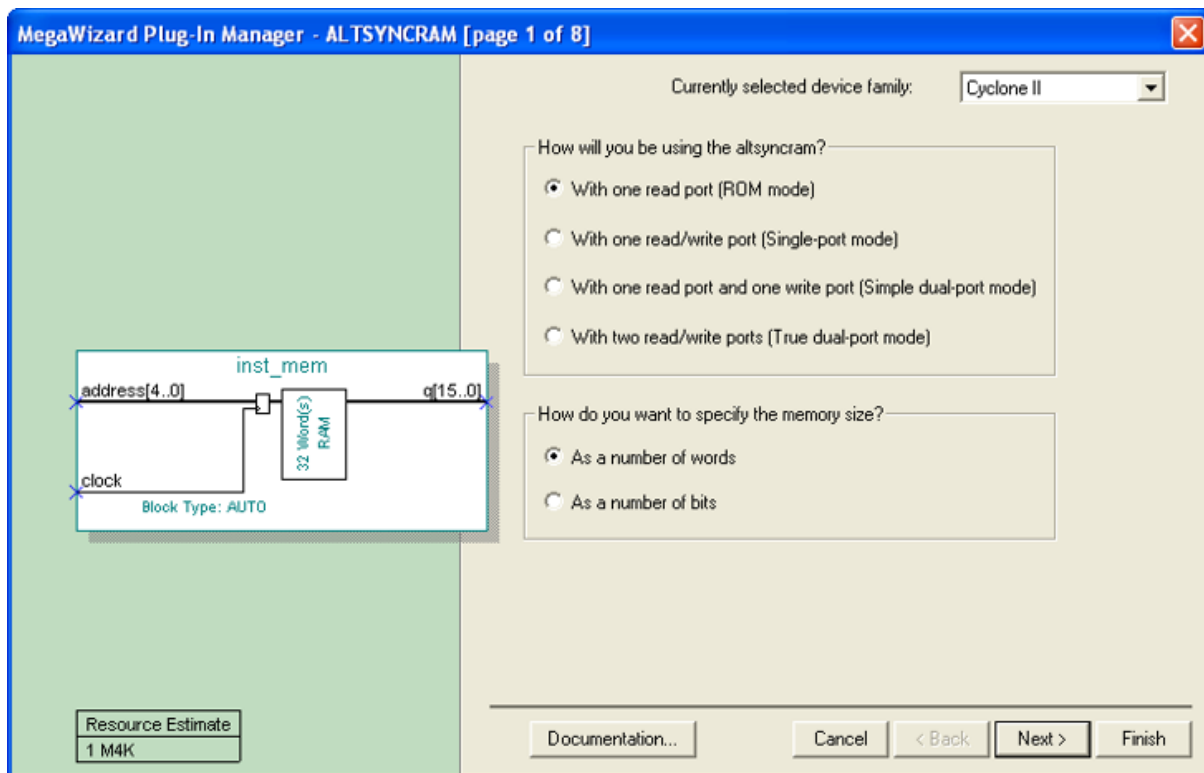 MegaWizard Plug-In Manager - ALTSYNCRAM [page 1 of 8]
Currently selected device family:
Cyclone II
How will you be using the altsyncram?
With one read port (ROM mode)
With one read/write port (Single-port mode)
With one read port and one write port (Simple dual-port mode)
With two read/write ports (True dual-port mode)
inst_mem
address[4..0]
q[15..0]
32 Word(s)
RAM
clock
Block Type: AUTO
How do you want to specify the memory size?
As a number of words
As a number of bits
Resource Estimate
1 M4K
Documentation...
Cancel
< Back
Next >
Finish